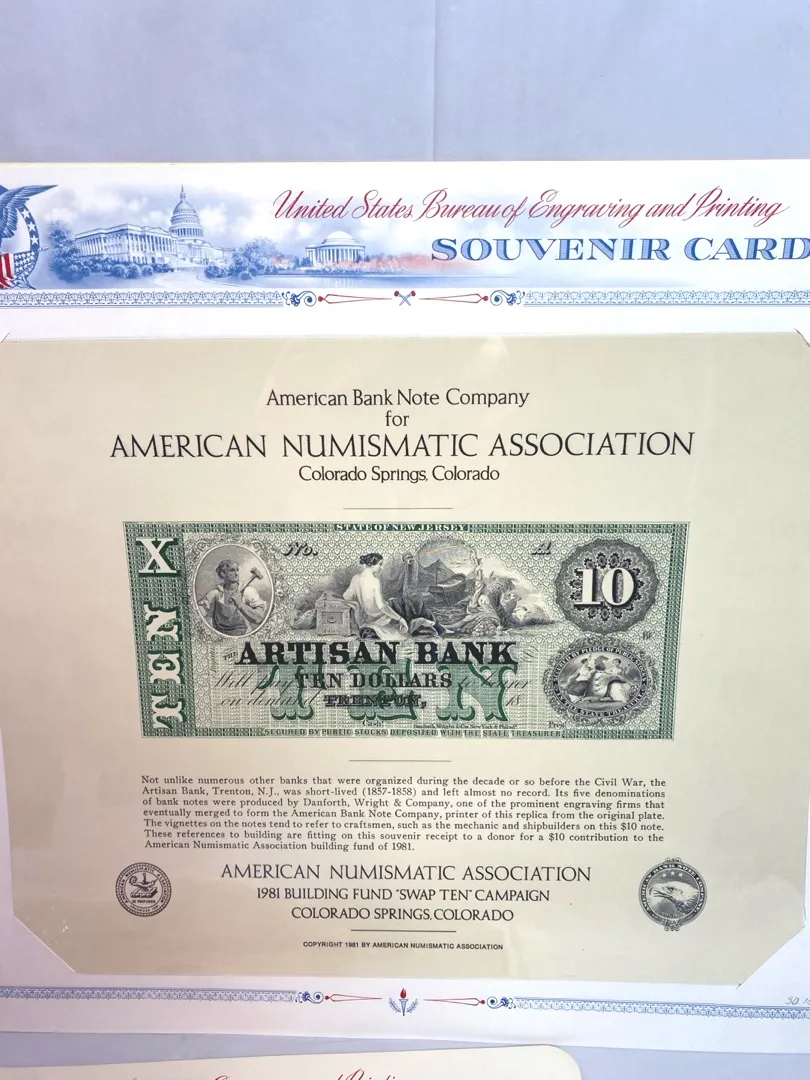 United States Bureau of Engraving and Printing
SOUVENIR CARD
American Bank Note Company
for
AMERICAN NUMISMATIC ASSOCIATION
Colorado Springs, Colorado
STATE OF NEW JERSEY
No.
A
X
TEN
10
THE
ARTISAN BANK
Will Pay
TEN DOLLARS
on demand
TRENTON,
18
TEN
Cash.
SECURED BY PUBLIC STOCKS DEPOSITED WITH THE STATE TREASURER
Not unlike numerous other banks that were organized during the decade or so before the Civil War, the
Artisan Bank, Trenton, N.J., was short-lived (1857-1858) and left almost no record. Its five denominations
of bank notes were produced by Danforth, Wright & Company, one of the prominent engraving firms that
eventually merged to form the American Bank Note Company, printer of this replica from the original plate.
The vignettes on the notes tend to refer to craftsmen, such as the mechanic and shipbuilders on this $10 note.
These references to building are fitting on this souvenir receipt to a donor for a $10 contribution to the
American Numismatic Association building fund of 1981.
AMERICAN NUMISMATIC ASSOCIATION
1981 BUILDING FUND "SWAP TEN" CAMPAIGN
COLORADO SPRINGS, COLORADO
COPYRIGHT 1981 BY AMERICAN NUMISMATIC ASSOCIATION